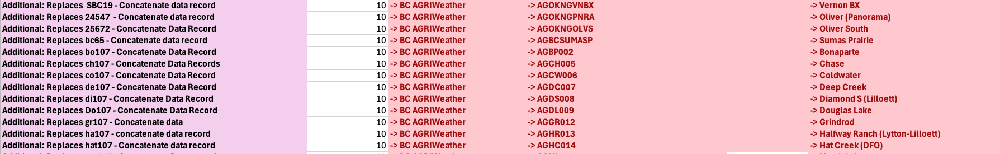 Additional: Replaces  SBC19 - Concatenate data record 10 -> BC AGRIWeather -> AGOKNGVNBX -> Vernon BX
Additional: Replaces 24547  - Concatenate data record 10 -> BC AGRIWeather -> AGOKNGPNRA -> Oliver (Panorama)
Additional: Replaces 25672 - Concatenate Data Record 10 -> BC AGRIWeather -> AGOKNGOLVS -> Oliver South
Additional: Replaces bc65 - Concatenate data record 10 -> BC AGRIWeather -> AGBCSUMASP -> Sumas Prairie
Additional: Replaces bo107 - Concatenate Data Record 10 -> BC AGRIWeather -> AGBP002 -> Bonaparte
Additional: Replaces ch107 - Concatenate Data Records 10 -> BC AGRIWeather -> AGCH005 -> Chase
Additional: Replaces co107 - Concatenate Data Record 10 -> BC AGRIWeather -> AGCW006 -> Coldwater
Additional: Replaces de107 - Concatenate Data Record 10 -> BC AGRIWeather -> AGDC007 -> Deep Creek
Additional: Replaces di107 - Concatenate Data Record 10 -> BC AGRIWeather -> AGDS008 -> Diamond S (Lilloett)
Additional: Replaces Do107 - Concatenate Data Record 10 -> BC AGRIWeather -> AGDL009 -> Douglas Lake
Additional: Replaces gr107 - Concatenate data 10 -> BC AGRIWeather -> AGGR012 -> Grindrod
Additional: Replaces ha107 - concatenate data record 10 -> BC AGRIWeather -> AGHR013 -> Halfway Ranch (Lytton-Lilloett)
Additional: Replaces hat107 - Concatenate data record 10 -> BC AGRIWeather -> AGHC014 -> Hat Creek (DFO)